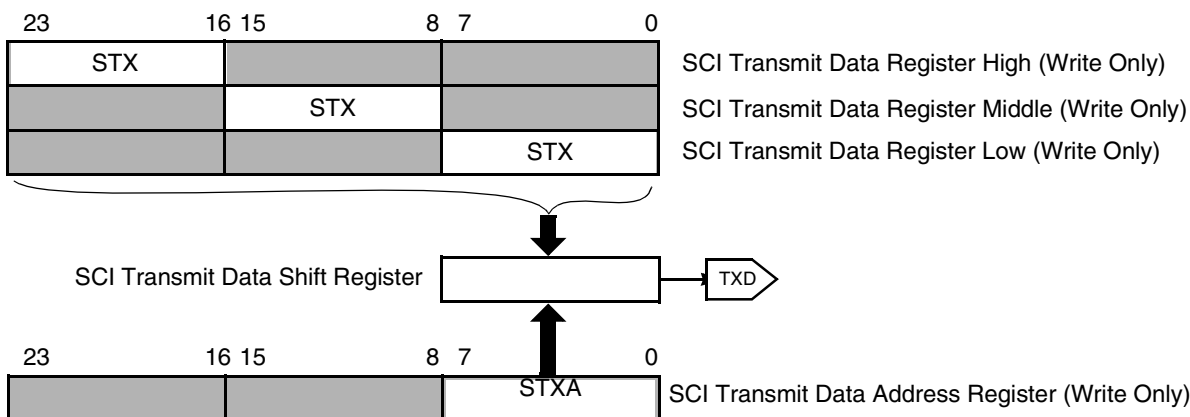 23 16 15 8 7 0
STX SCI Transmit Data Register High (Write Only)
STX SCI Transmit Data Register Middle (Write Only)
STX SCI Transmit Data Register Low (Write Only)
SCI Transmit Data Shift Register TXD
23 16 15 8 7 0
STXA SCI Transmit Data Address Register (Write Only)